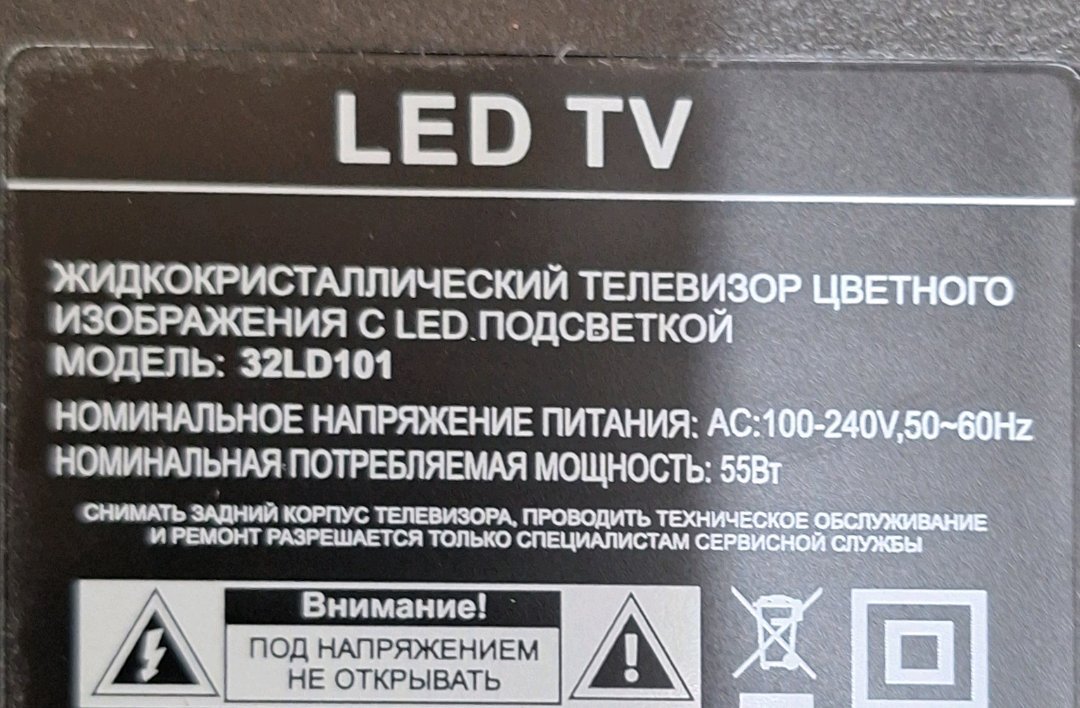 LED TV
ЖИДКОКРИСТАЛЛИЧЕСКИЙ ТЕЛЕВИЗОР ЦВЕТНОГО
ИЗОБРАЖЕНИЯ С LED.ПОДСВЕТКОЙ
МОДЕЛЬ: 32LD101
НОМИНАЛЬНОЕ НАПРЯЖЕНИЕ ПИТАНИЯ: AC:100-240V,50~60Hz
НОМИНАЛЬНАЯ ПОТРЕБЛЯЕМАЯ МОЩНОСТЬ: 55Вт
СНИМАТЬ ЗАДНИЙ КОРПУС ТЕЛЕВИЗОРА, ПРОВОДИТЬ ТЕХНИЧЕСКОЕ ОБСЛУЖИВАНИЕ
И РЕМОНТ РАЗРЕШАЕТСЯ ТОЛЬКО СПЕЦИАЛИСТАМ СЕРВИСНОЙ СЛУЖБЫ
Внимание!
ПОД НАПРЯЖЕНИЕМ
НЕ ОТКРЫВАТЬ